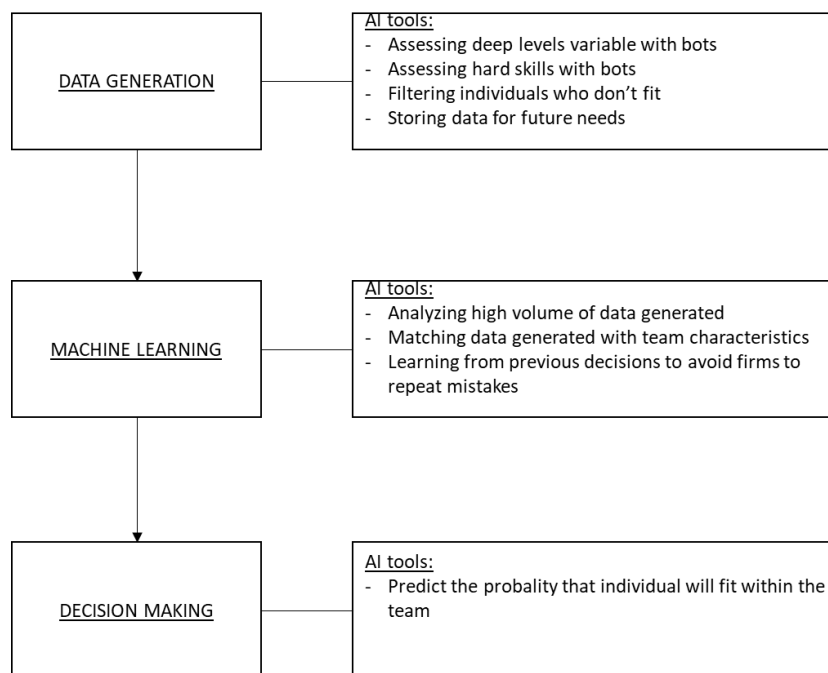 DATA GENERATION
AI tools:
- Assessing deep levels variable with bots
- Assessing hard skills with bots
- Filtering individuals who don't fit
- Storing data for future needs
MACHINE LEARNING
AI tools:
- Analyzing high volume of data generated
- Matching data generated with team characteristics
- Learning from previous decisions to avoid firms to
repeat mistakes
DECISION MAKING
AI tools:
- Predict the probality that individual will fit within the
team